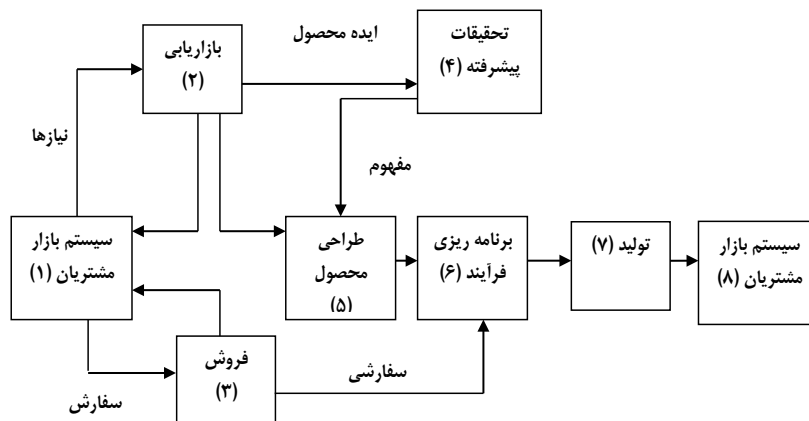 ایده محصول
تحقیقات
پیشرفته (۴)
بازاریابی
(۲)
نیازها
مفهوم
سیستم بازار
مشتریان (۱)
طراحی
محصول
(۵)
برنامه ریزی
فرآیند (۶)
تولید (۷)
سیستم بازار
مشتریان (۸)
فروش
(۳)
سفارشی
سفارش